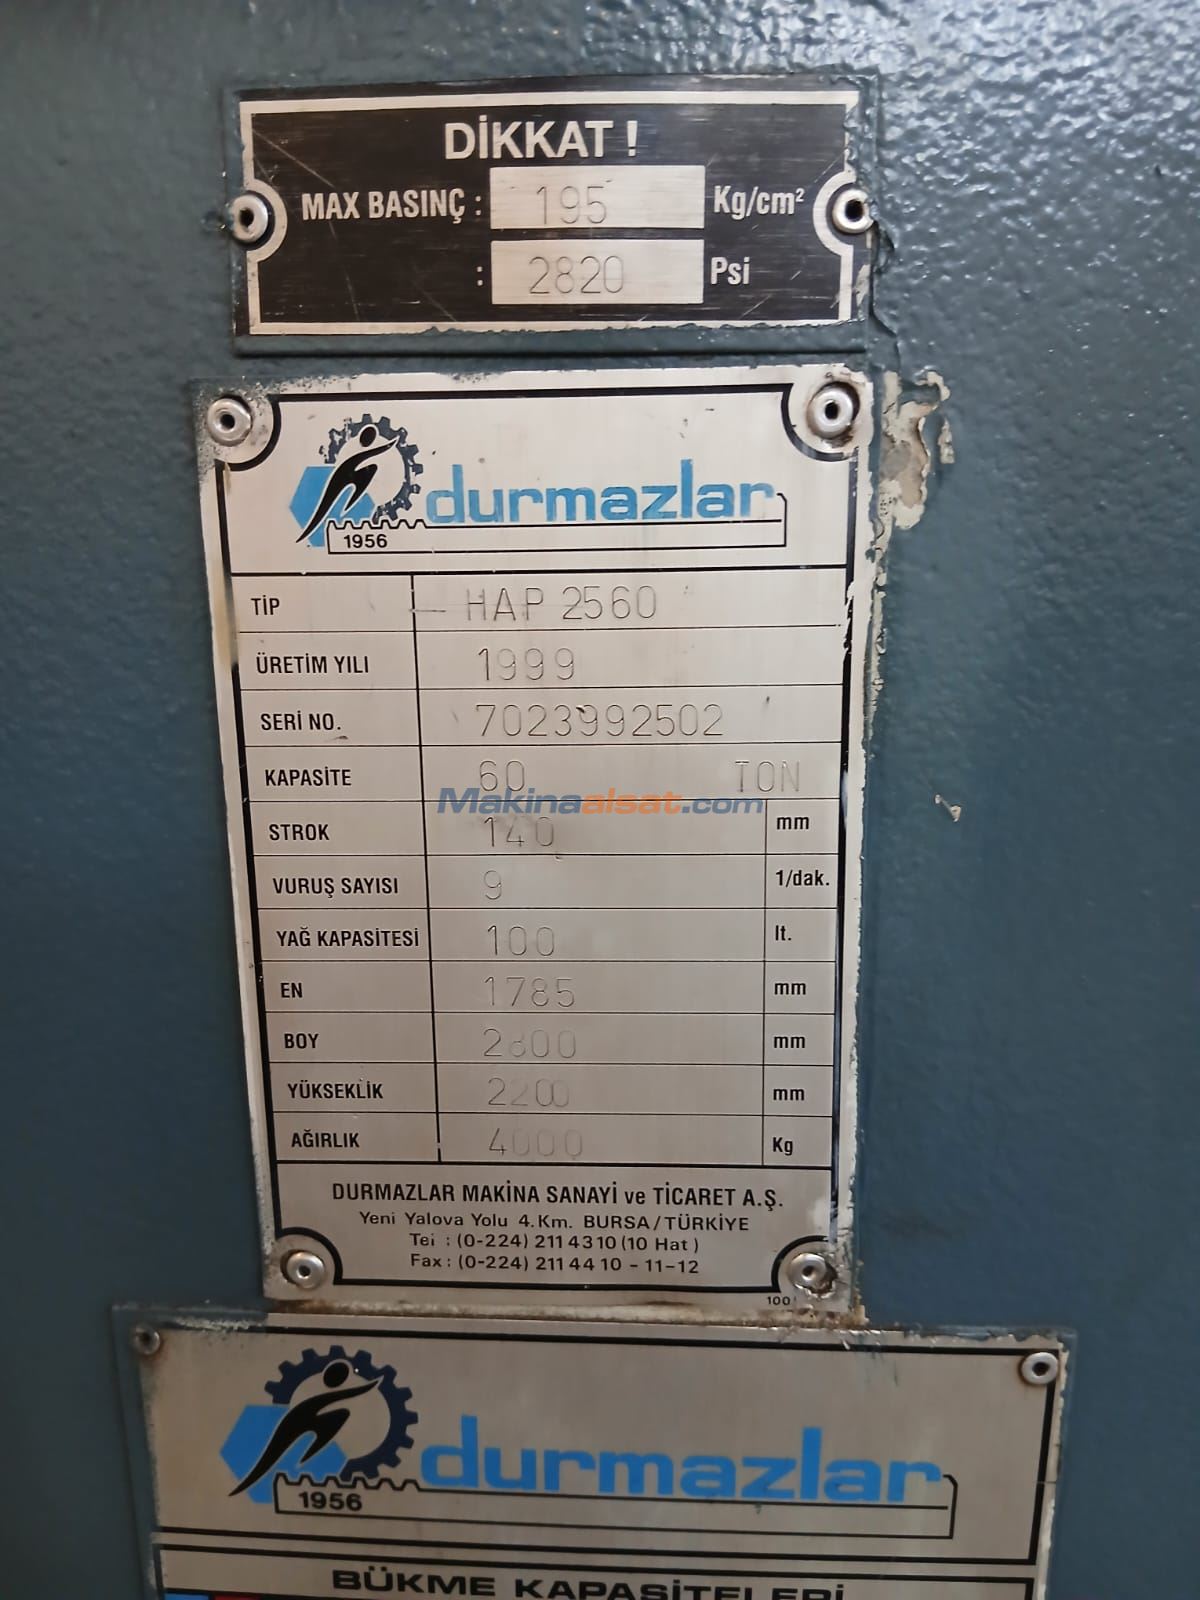 DİKKAT !
MAX BASINÇ : 195 Kg/cm²
: 2820 Psi
durmazlar
1956
TİP HAP 2560
ÜRETİM YILI 1999
SERİ NO. 7023992502
KAPASİTE 60 TON
Makinaalsat.com
STROK 140 mm
VURUŞ SAYISI 9 1/dak.
YAĞ KAPASİTESİ 100 lt.
EN 1785 mm
BOY 2800 mm
YÜKSEKLİK 2200 mm
AĞIRLIK 4000 Kg
DURMAZLAR MAKİNA SANAYİ ve TİCARET A.Ş.
Yeni Yalova Yolu 4. Km. BURSA / TÜRKİYE
Tel : (0-224) 211 43 10 (10 Hat )
Fax : (0-224) 211 44 10 - 11-12
durmazlar
1956
BÜKME KAPASİTELERİ